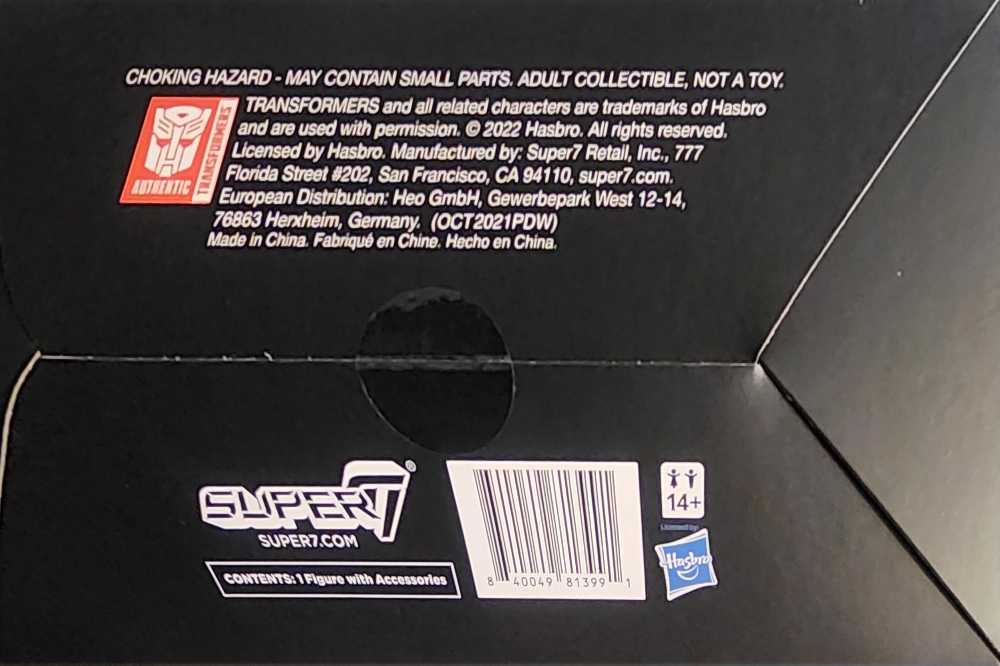 CHOKING HAZARD - MAY CONTAIN SMALL PARTS. ADULT COLLECTIBLE, NOT A TOY.
TRANSFORMERS and all related characters are trademarks of Hasbro
and are used with permission. © 2022 Hasbro. All rights reserved.
Licensed by Hasbro. Manufactured by: Super7 Retail, Inc., 777
Florida Street #202, San Francisco, CA 94110, super7.com.
European Distribution: Heo GmbH, Gewerbepark West 12-14,
76863 Herxheim, Germany. (OCT2021PDW)
Made in China. Fabriqué en Chine. Hecho en China.
AUTHENTIC
TRANSFORMERS
SUPER7®
SUPER7.COM
CONTENTS: 1 Figure with Accessories
8 40049 81399 1
14+
Licensed by:
Hasbro